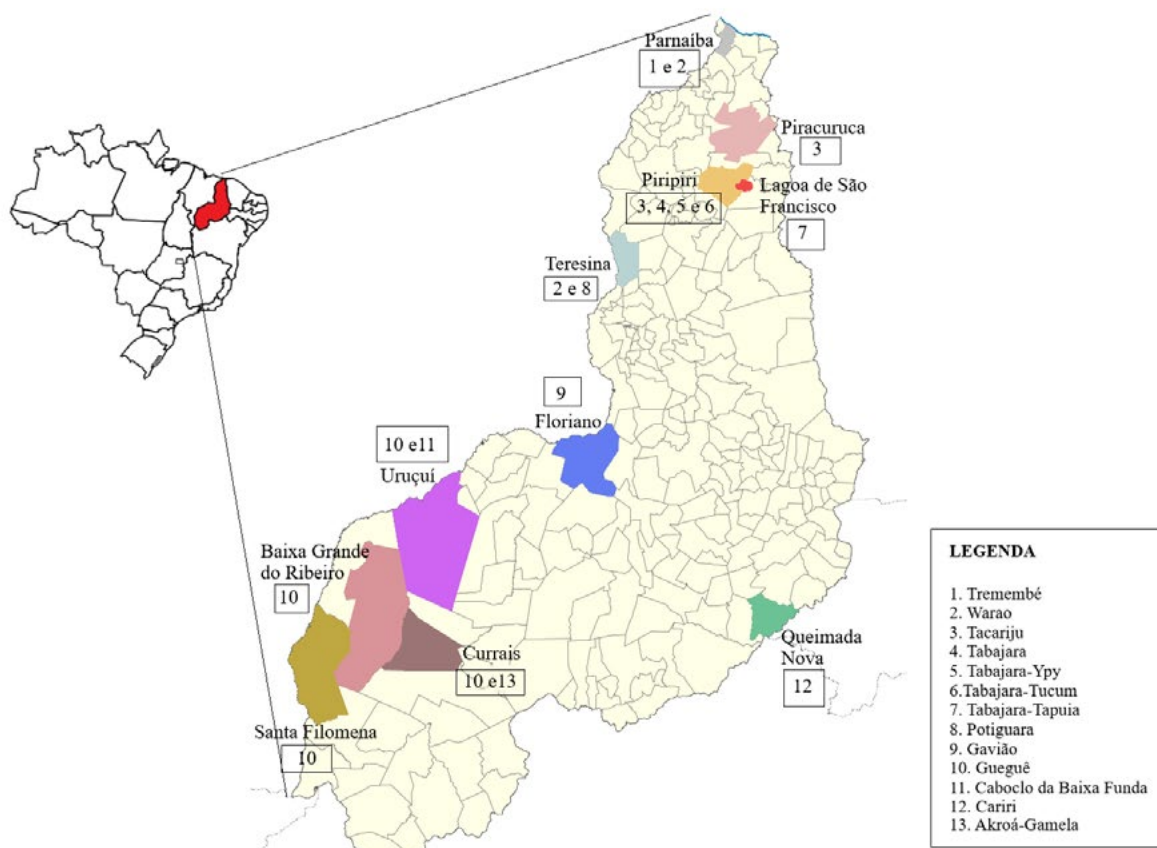 Parnaíba
1 e 2
Piracuruca
3
Piripiri
3, 4, 5 e 6
Lagoa de São
Francisco
7
Teresina
2 e 8
9
Floriano
10 e11
Uruçuí
Baixa Grande
do Ribeiro
10
Currais
10 e13
Queimada
Nova
12
Santa Filomena
10
LEGENDA
1. Tremembé
2. Warao
3. Tacariju
4. Tabajara
5. Tabajara-Ypy
6.Tabajara-Tucum
7. Tabajara-Tapuia
8. Potiguara
9. Gavião
10. Gueguê
11. Caboclo da Baixa Funda
12. Cariri
13. Akroá-Gamela